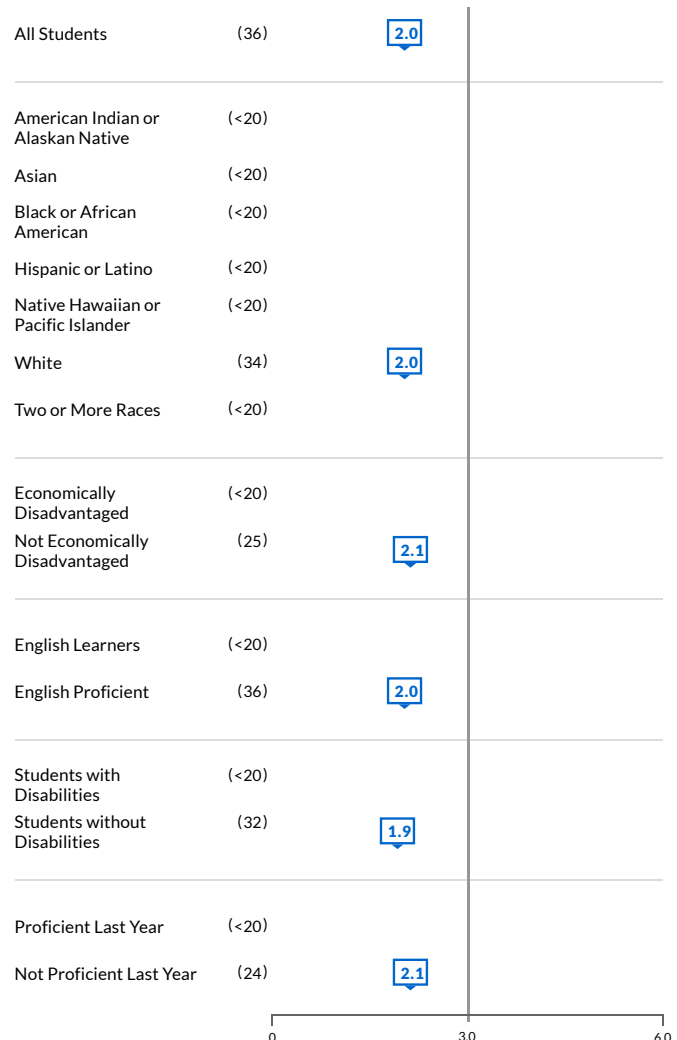 All Students (36) 2.0
American Indian or (<20)
Alaskan Native
Asian (<20)
Black or African (<20)
American
Hispanic or Latino (<20)
Native Hawaiian or (<20)
Pacific Islander
White (34) 2.0
Two or More Races (<20)
Economically (<20)
Disadvantaged
Not Economically (25) 2.1
Disadvantaged
English Learners (<20)
English Proficient (36) 2.0
Students with (<20)
Disabilities
Students without (32) 1.9
Disabilities
Proficient Last Year (<20)
Not Proficient Last Year (24) 2.1
0 3.0 6.0